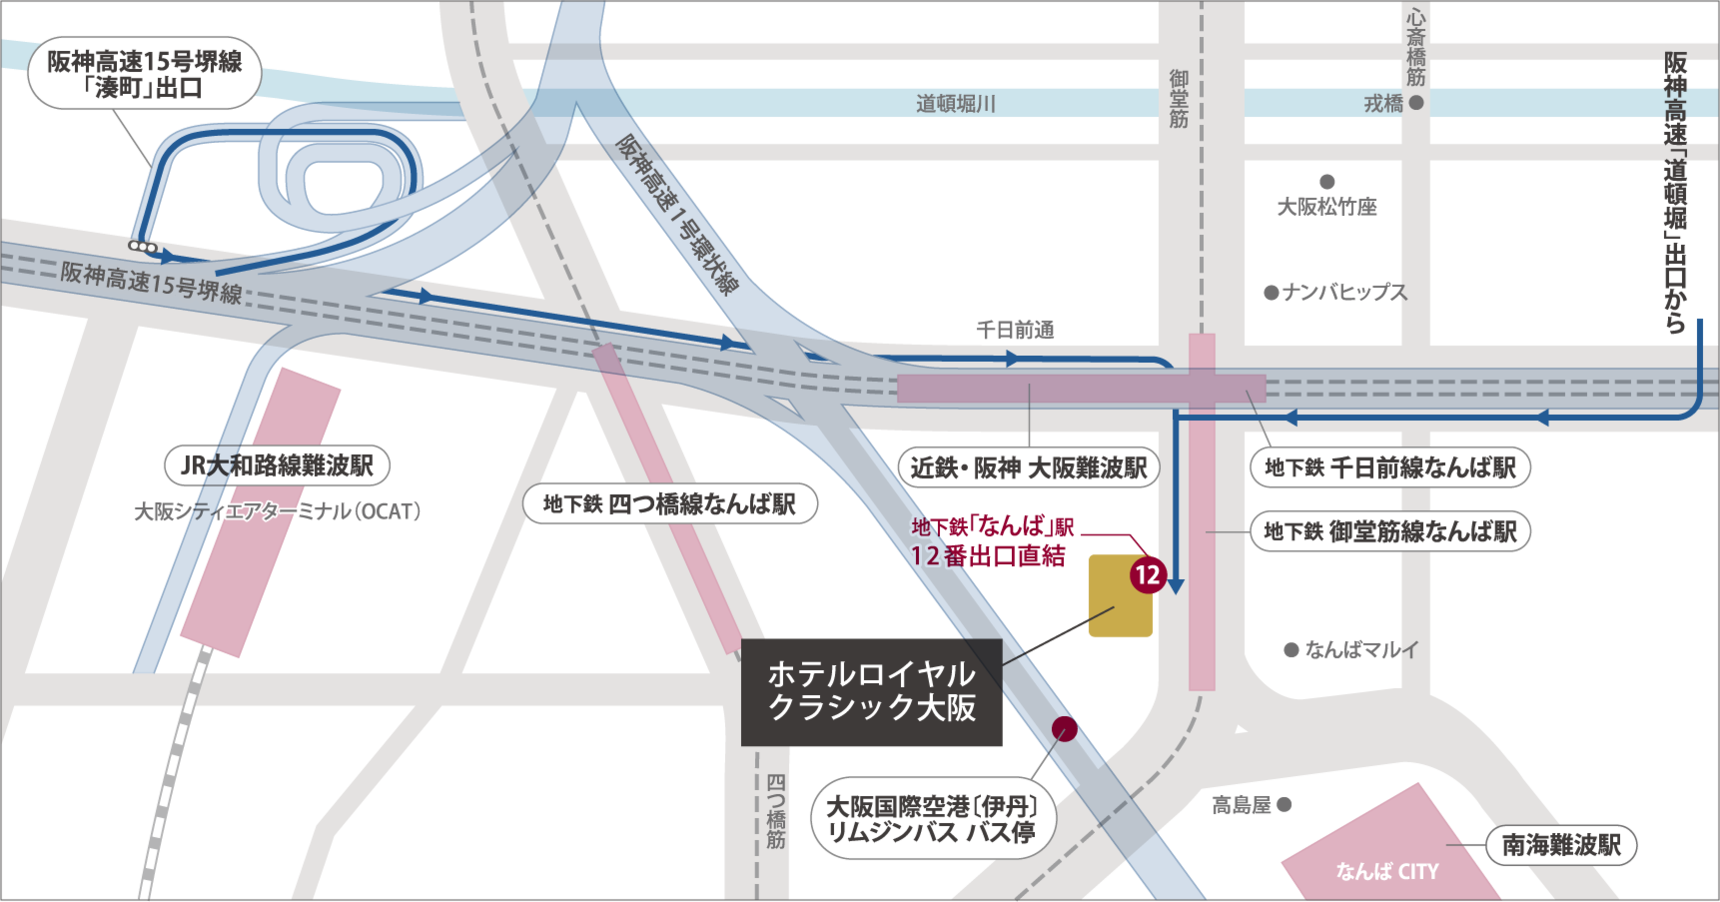 阪神高速15号堺線
「湊町」出口
道頓堀川
御堂筋
心斎橋筋
戎橋
阪神高速「道頓堀」出口から
阪神高速1号環状線
大阪松竹座
阪神高速15号堺線
ナンバヒップス
千日前通
JR大和路線難波駅
大阪シティエアターミナル(OCAT)
地下鉄 四つ橋線なんば駅
近鉄・阪神 大阪難波駅
地下鉄 千日前線なんば駅
地下鉄「なんば」駅
12番出口直結
地下鉄 御堂筋線なんば駅
12
ホテルロイヤル
クラシック大阪
なんばマルイ
四つ橋筋
大阪国際空港〔伊丹〕
リムジンバス バス停
高島屋
なんば CITY
南海難波駅